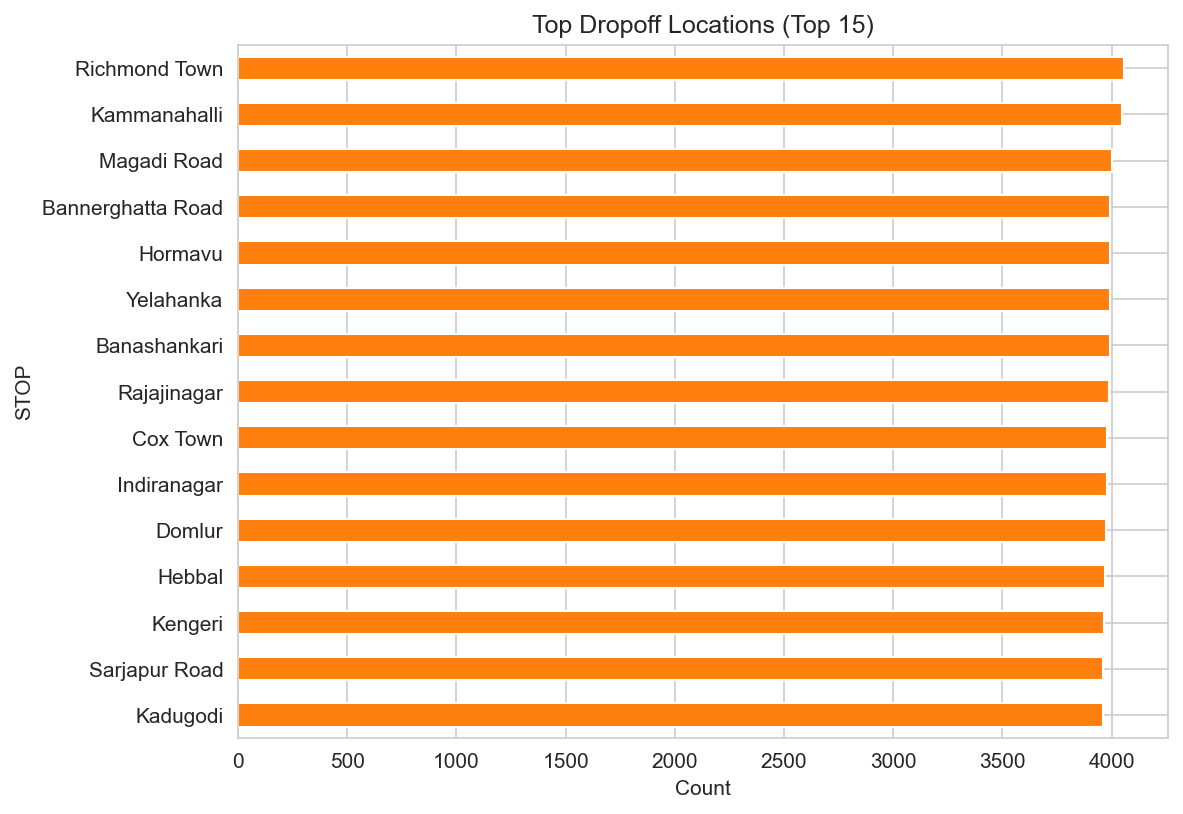 Top Dropoff Locations (Top 15)
Richmond Town
Kammanahalli
Magadi Road
Bannerghatta Road
Hormavu
Yelahanka
Banashankari
Rajajinagar
Cox Town
Indiranagar
Domlur
Hebbal
Kengeri
Sarjapur Road
Kadugodi
STOP
0 500 1000 1500 2000 2500 3000 3500 4000
Count